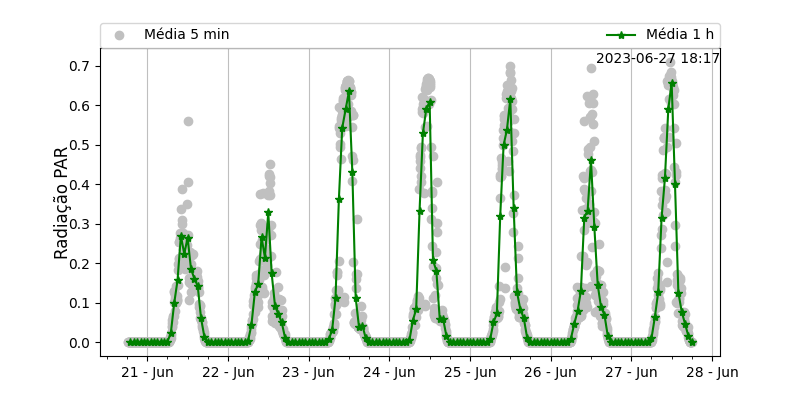 Média 5 min
Média 1 h
2023-06-27 18:17
Radiação PAR
0.7
0.6
0.5
0.4
0.3
0.2
0.1
0.0
21 - Jun
22 - Jun
23 - Jun
24 - Jun
25 - Jun
26 - Jun
27 - Jun
28 - Jun